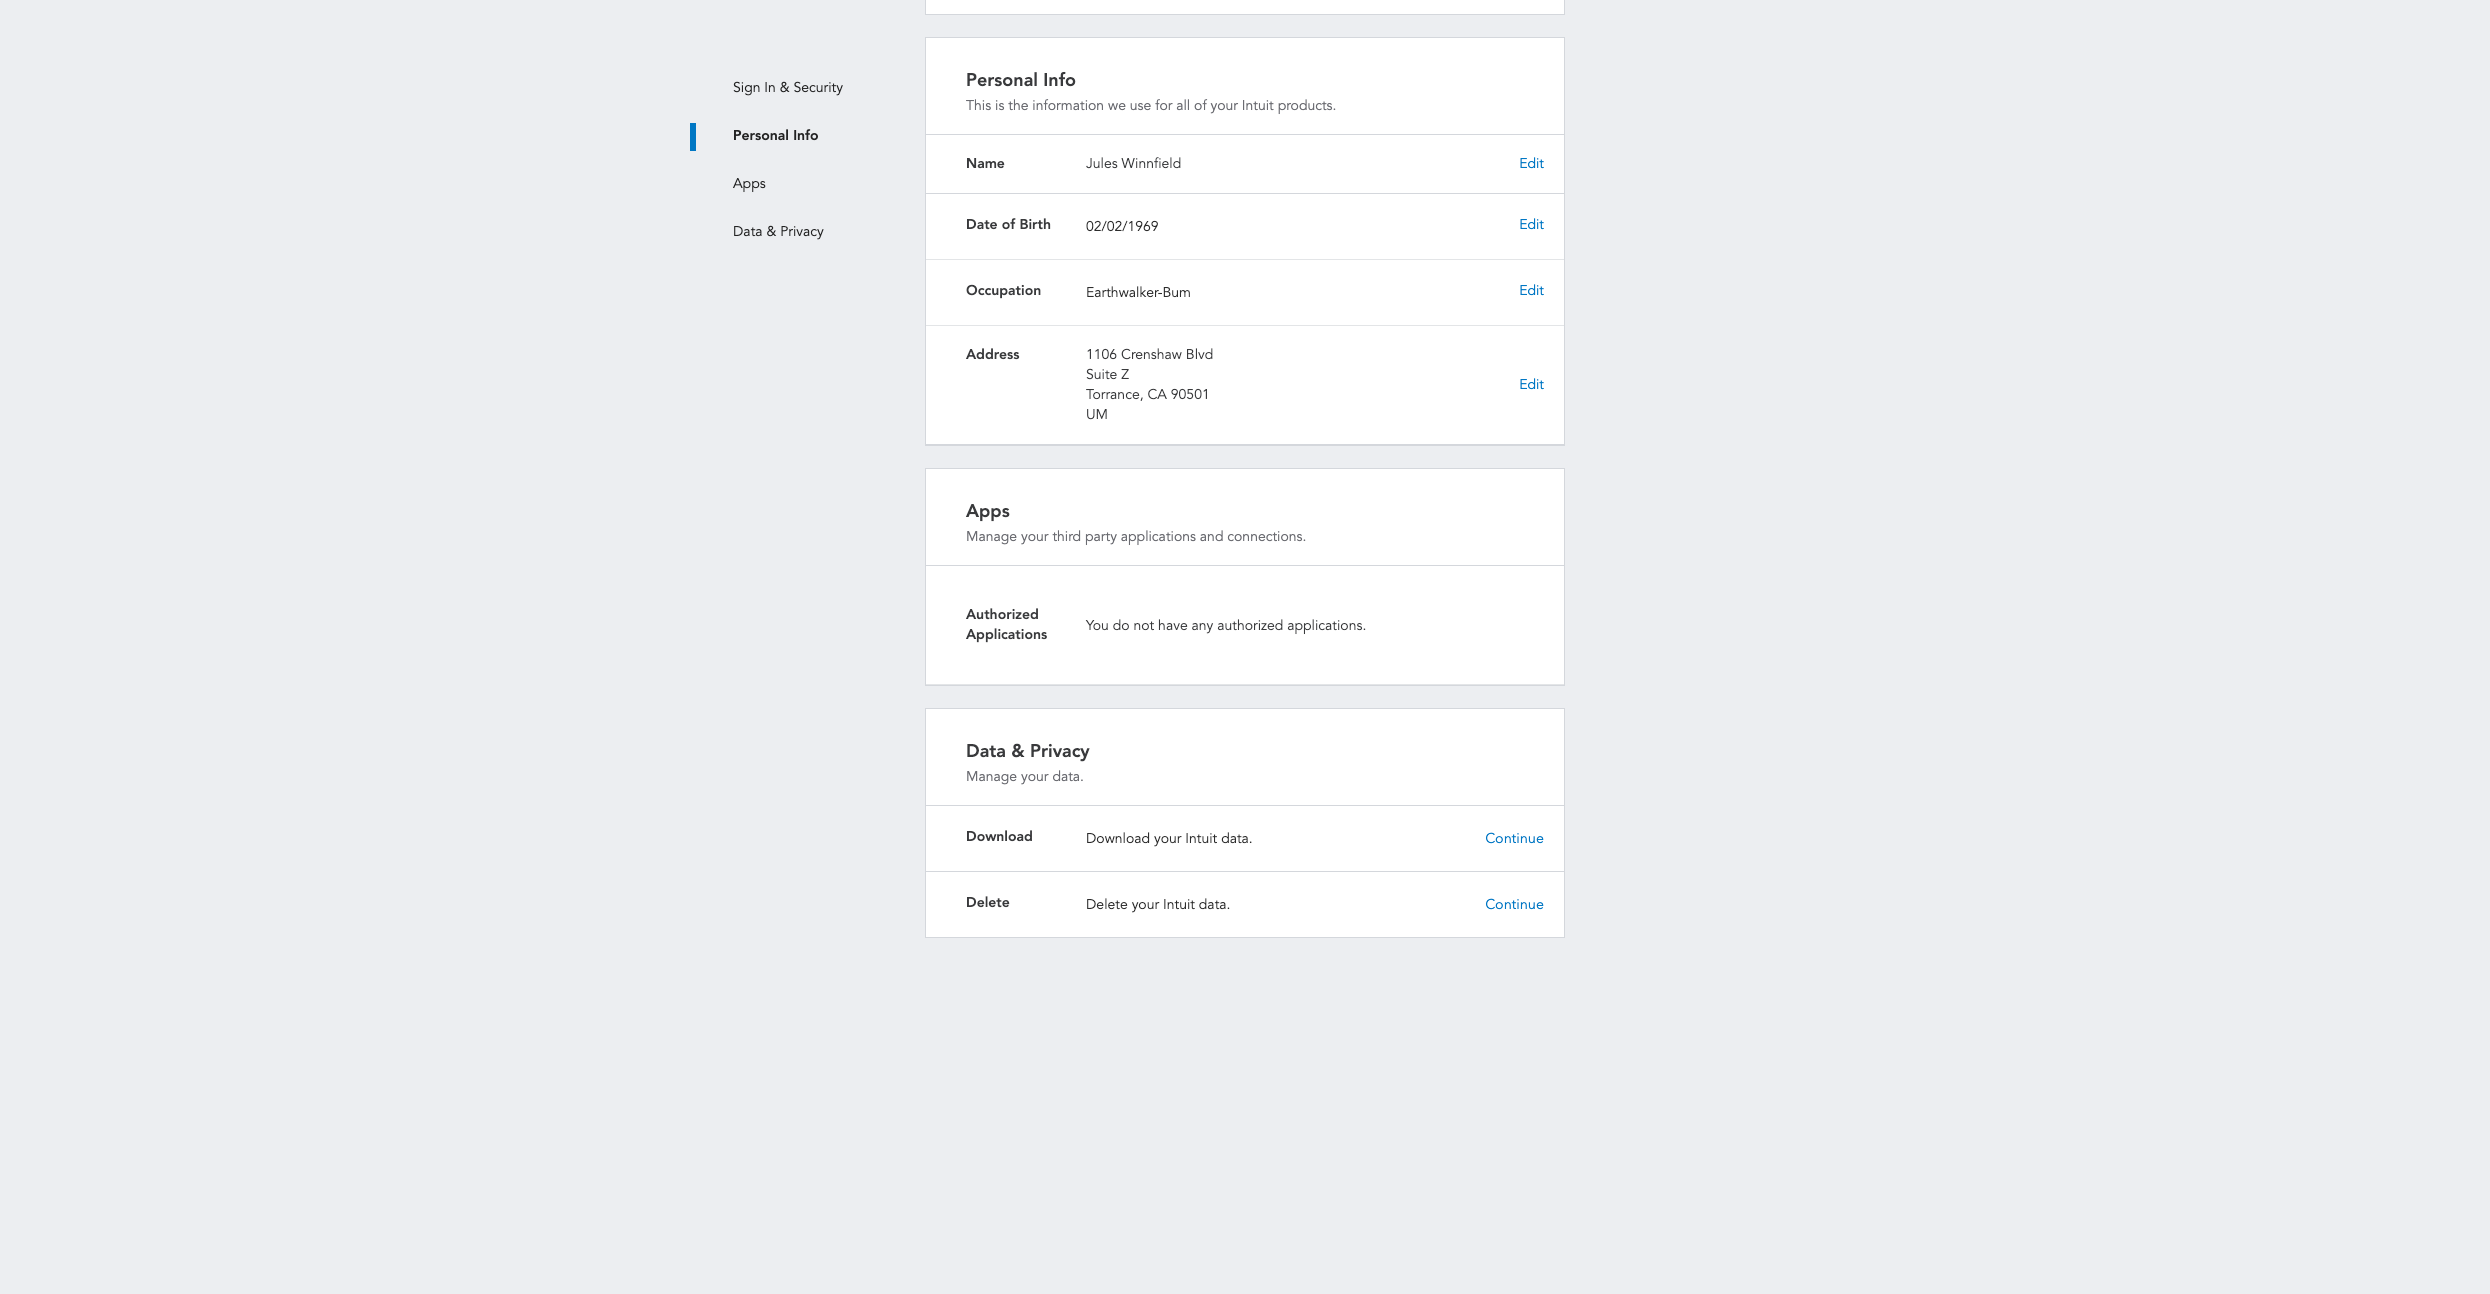 Sign In & Security
Personal Info
Apps
Data & Privacy
Personal Info
This is the information we use for all of your Intuit products.
Name Jules Winnfield Edit
Date of Birth 02/02/1969 Edit
Occupation Earthwalker-Bum Edit
Address 1106 Crenshaw Blvd
Suite Z
Torrance, CA 90501
UM
Edit
Apps
Manage your third party applications and connections.
Authorized
Applications
You do not have any authorized applications.
Data & Privacy
Manage your data.
Download Download your Intuit data. Continue
Delete Delete your Intuit data. Continue